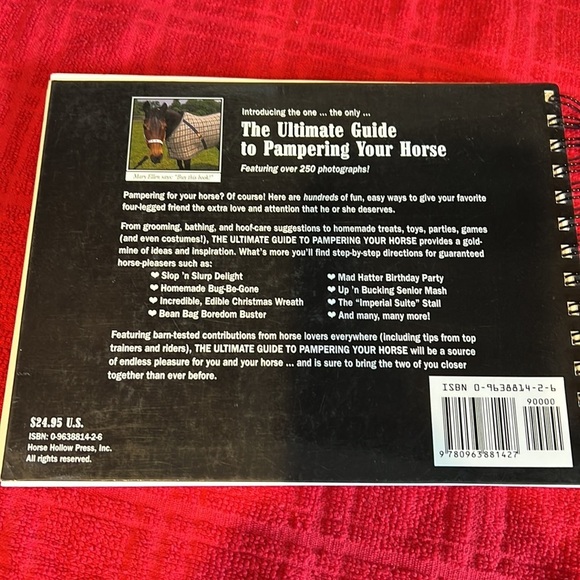 Introducing the one ... the only ...
The Ultimate Guide
to Pampering Your Horse
Featuring over 250 photographs!
Mary Ellen says: "Buy this book!"
Pampering for your horse? Of course! Here are hundreds of fun, easy ways to give your favorite
four-legged friend the extra love and attention that he or she deserves.
From grooming, bathing, and hoof-care suggestions to homemade treats, toys, parties, games
(and even costumes!), THE ULTIMATE GUIDE TO PAMPERING YOUR HORSE provides a gold-
mine of ideas and inspiration. What's more you'll find step-by-step directions for guaranteed
horse-pleasers such as:
❤ Slop 'n Slurp Delight
❤ Homemade Bug-Be-Gone
❤ Incredible, Edible Christmas Wreath
❤ Bean Bag Boredom Buster
❤ Mad Hatter Birthday Party
❤ Up 'n Bucking Senior Mash
❤ The "Imperial Suite" Stall
❤ And many, many more!
Featuring barn-tested contributions from horse lovers everywhere (including tips from top
trainers and riders), THE ULTIMATE GUIDE TO PAMPERING YOUR HORSE will be a source
of endless pleasure for you and your horse ... and is sure to bring the two of you closer
together than ever before.
$24.95 U.S.
ISBN: 0-9638814-2-6
Horse Hollow Press, Inc.
All rights reserved.
ISBN 0-9638814-2-6
90000
9 780963 881427